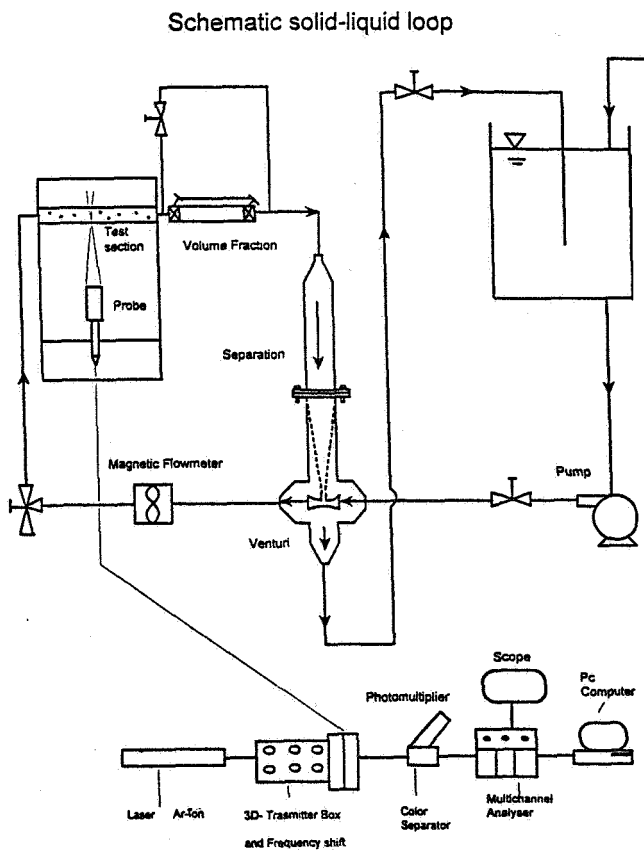 Schematic solid-liquid loop
Test
section
Volume Fraction
Probe
Separation
Magnetic Flowmeter
Pump
Venturi
Scope
Photomultiplier
Pc
Computer
Laser Ar-Ion
3D- Trasmitter Box
and Frequency shift
Color
Separator
Multichannel
Analyser